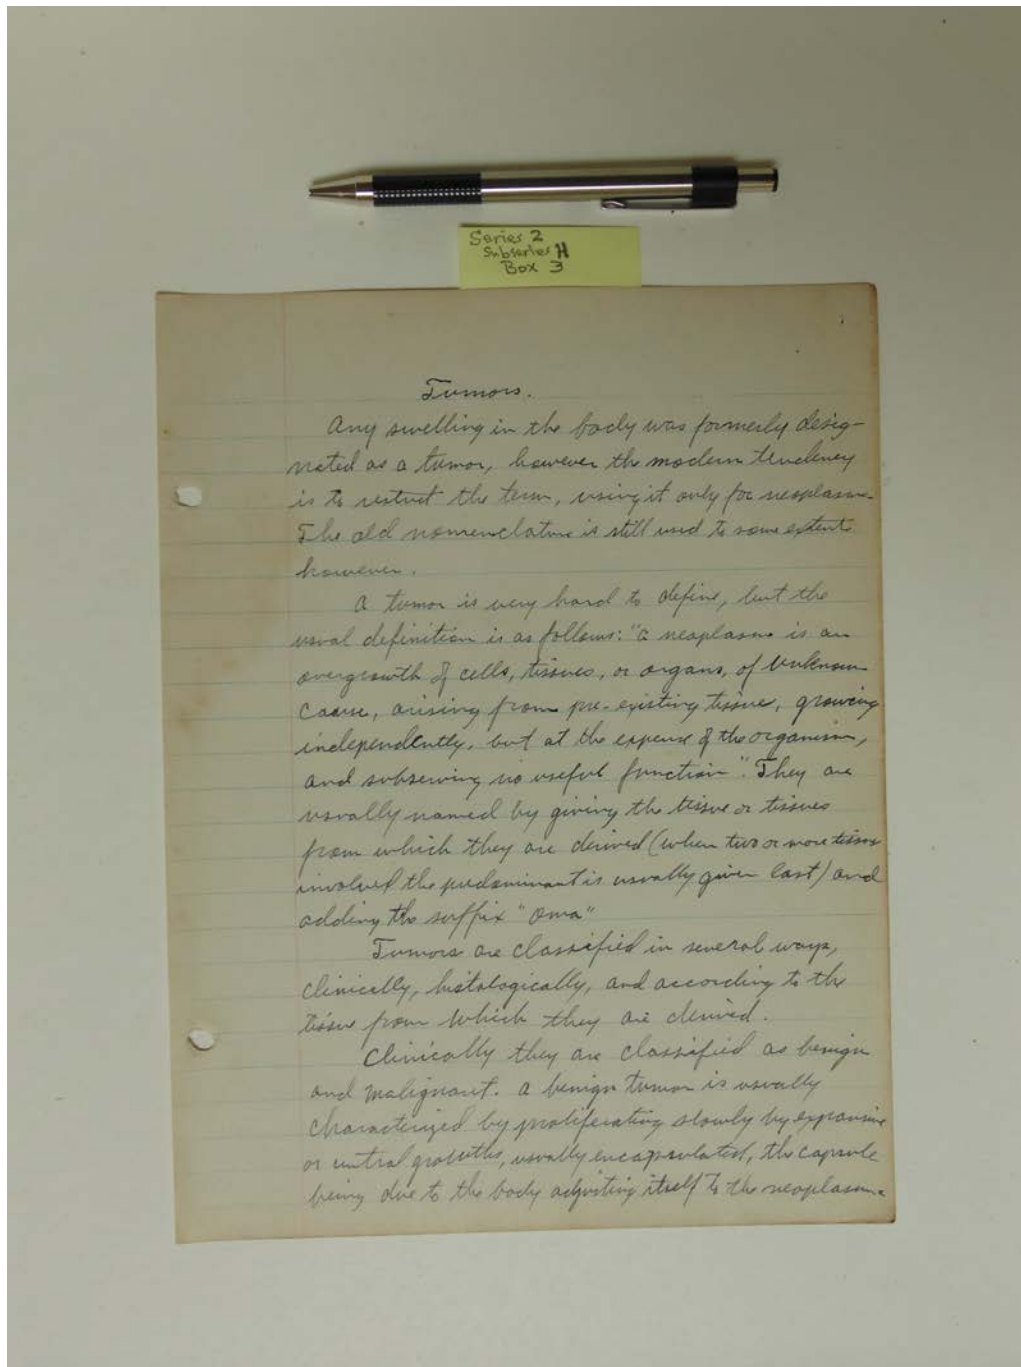 Series 2
Subseries H
Box 3
Tumors.
Any swelling in the body was formerly desig-
nated as a tumor, however the modern tendency
is to restrict the term, using it only for neoplasm.
The old nomenclature is still used to some extent
however.
A tumor is very hard to define, but the
usual definition is as follows: "a neoplasm is an
overgrowth of cells, tissues, or organs, of unknown
cause, arising from pre-existing tissue, growing
independently, but at the expense of the organism,
and subserving no useful function". They are
usually named by giving the tissue or tissues
from which they are derived (when two or more tissues
involved the predominant is usually given last) and
adding the suffix "oma"
Tumors are classified in several ways,
clinically, histologically, and according to the
tissue from which they are derived.
Clinically they are classified as benign
and malignant. A benign tumor is usually
characterized by proliferating slowly by expansive
or central growths, usually encapsulated, the capsule
being due to the body adjusting itself to the neoplasm.